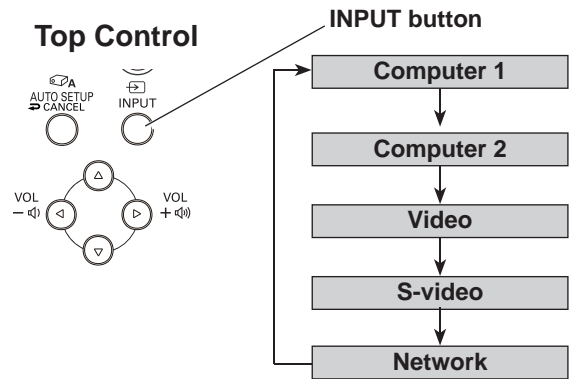 Top Control
INPUT button
A
AUTO SETUP
CANCEL
INPUT
VOL
–
VOL
+
Computer 1
Computer 2
Video
S-video
Network